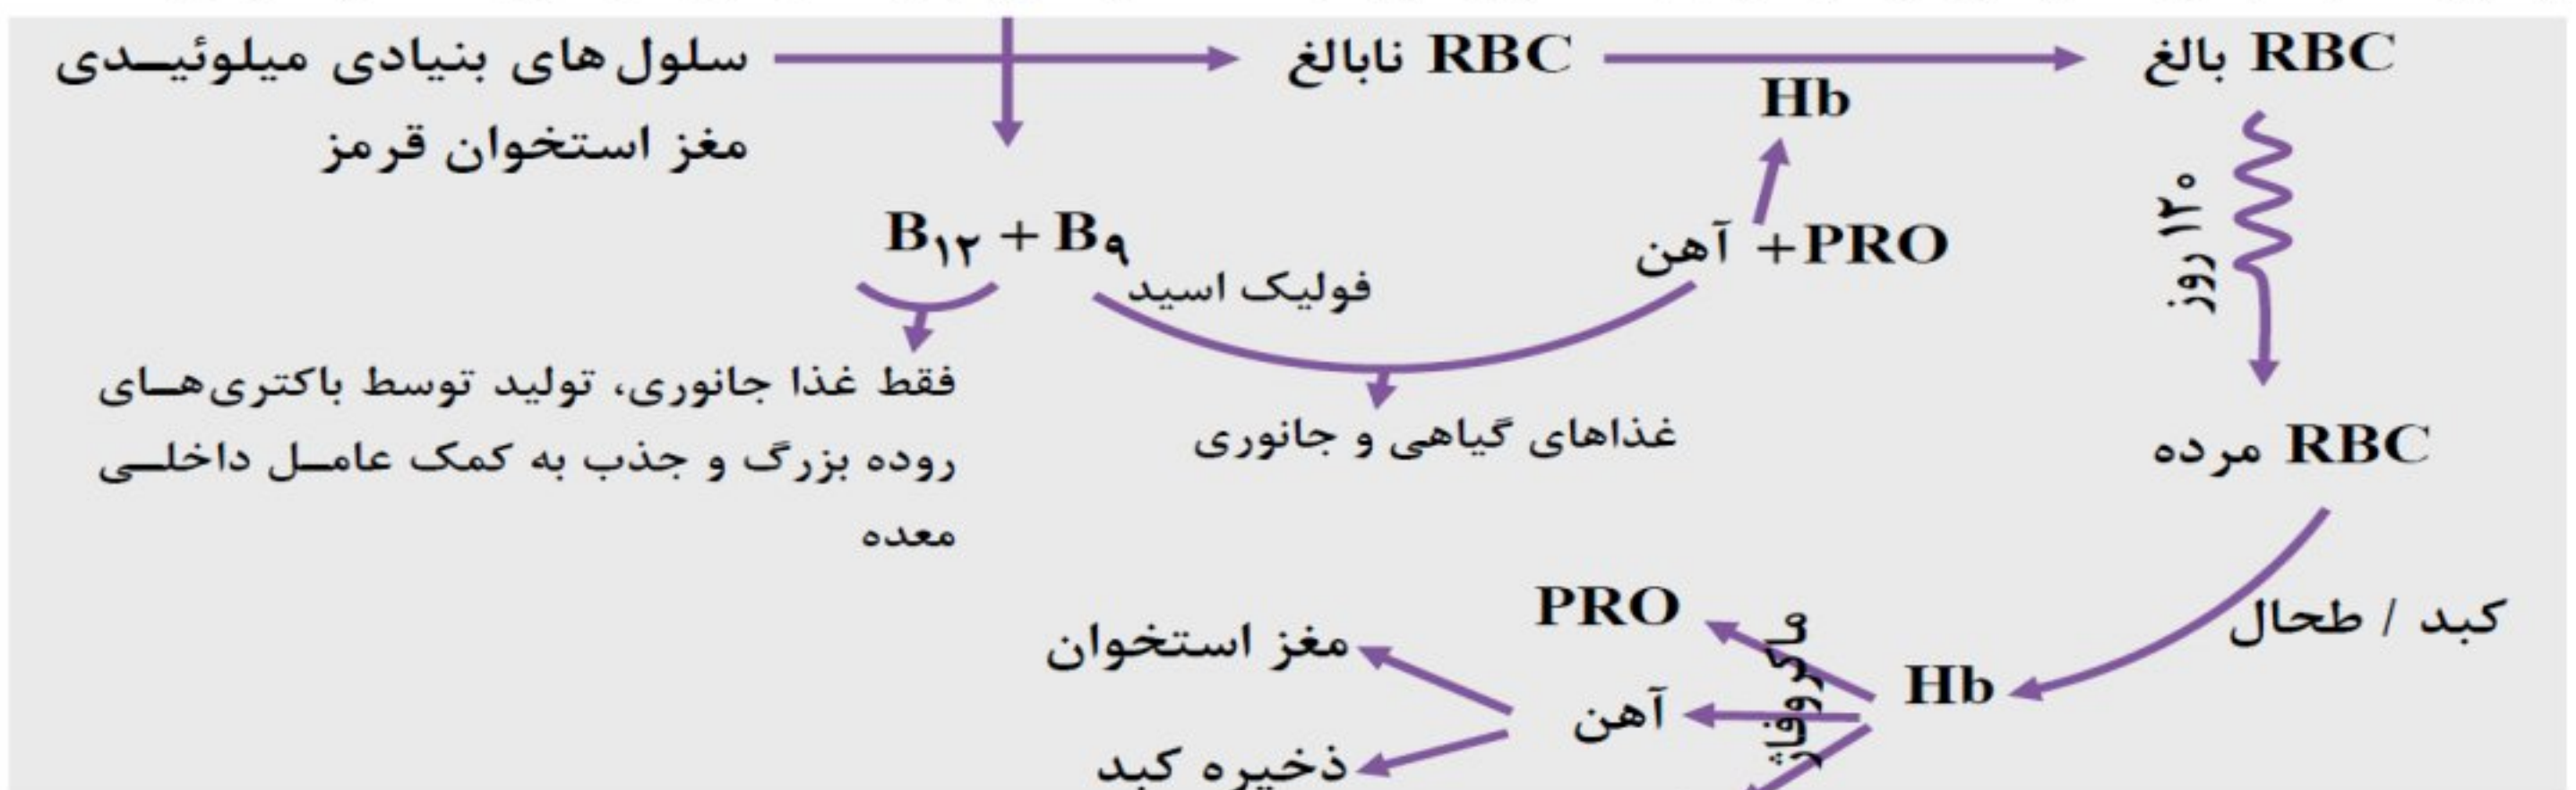 سلول‌های بنیادی میلوئیدی
مغز استخوان قرمز
RBC نابالغ
RBC بالغ
Hb
۱۲۰ روز
B۱۲ + B۹
آهن +PRO
فولیک اسید
فقط غذا جانوری، تولید توسط باکتری‌های
روده بزرگ و جذب به کمک عامل داخلی
معده
غذاهای گیاهی و جانوری
RBC مرده
کبد / طحال
Hb
ماکروفاژ
PRO
آهن
مغز استخوان
ذخیره کبد